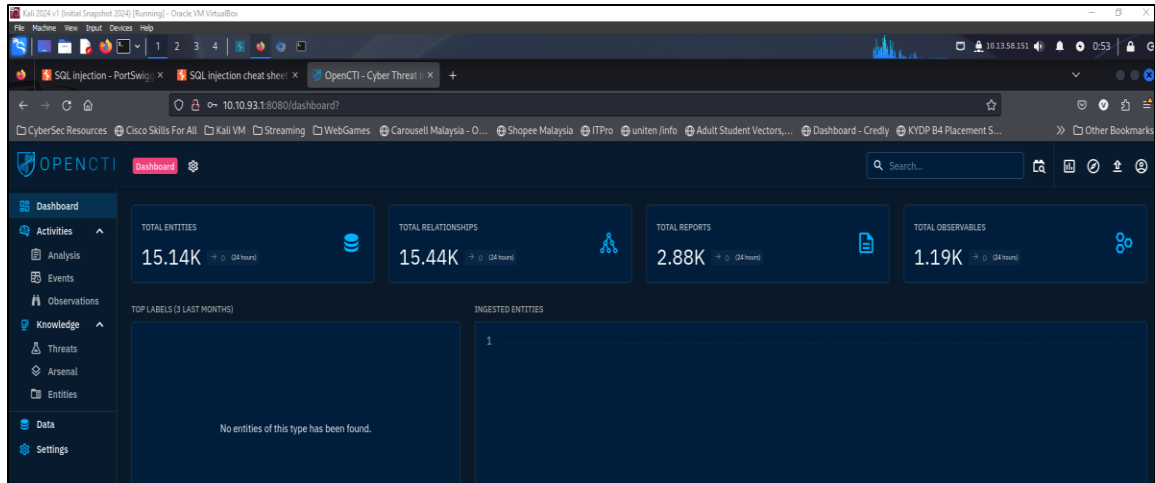 Kali 2024 v1 (Initial Snapshot 2024) [Running] - Oracle VM VirtualBox
File Machine View Input Devices Help
1 2 3 4
10.13.58.151
0:53
G
SQL injection - PortSwigg ×
SQL injection cheat sheet ×
OpenCTI - Cyber Threat In ×
+
10.10.93.1:8080/dashboard?
CyberSec Resources
Cisco Skills For All
Kali VM
Streaming
WebGames
Carousell Malaysia - O...
Shopee Malaysia
ITPro
uniten /info
Adult Student Vectors,...
Dashboard - Credly
KYDP B4 Placement S...
Other Bookmarks
OPENCTI
Dashboard
Search...
Dashboard
Activities
Analysis
Events
Observations
Knowledge
Threats
Arsenal
Entities
Data
Settings
TOTAL ENTITIES
15.14K → 0 (24 hours)
TOTAL RELATIONSHIPS
15.44K → 0 (24 hours)
TOTAL REPORTS
2.88K → 0 (24 hours)
TOTAL OBSERVABLES
1.19K → 0 (24 hours)
TOP LABELS (3 LAST MONTHS)
No entities of this type has been found.
INGESTED ENTITIES
1